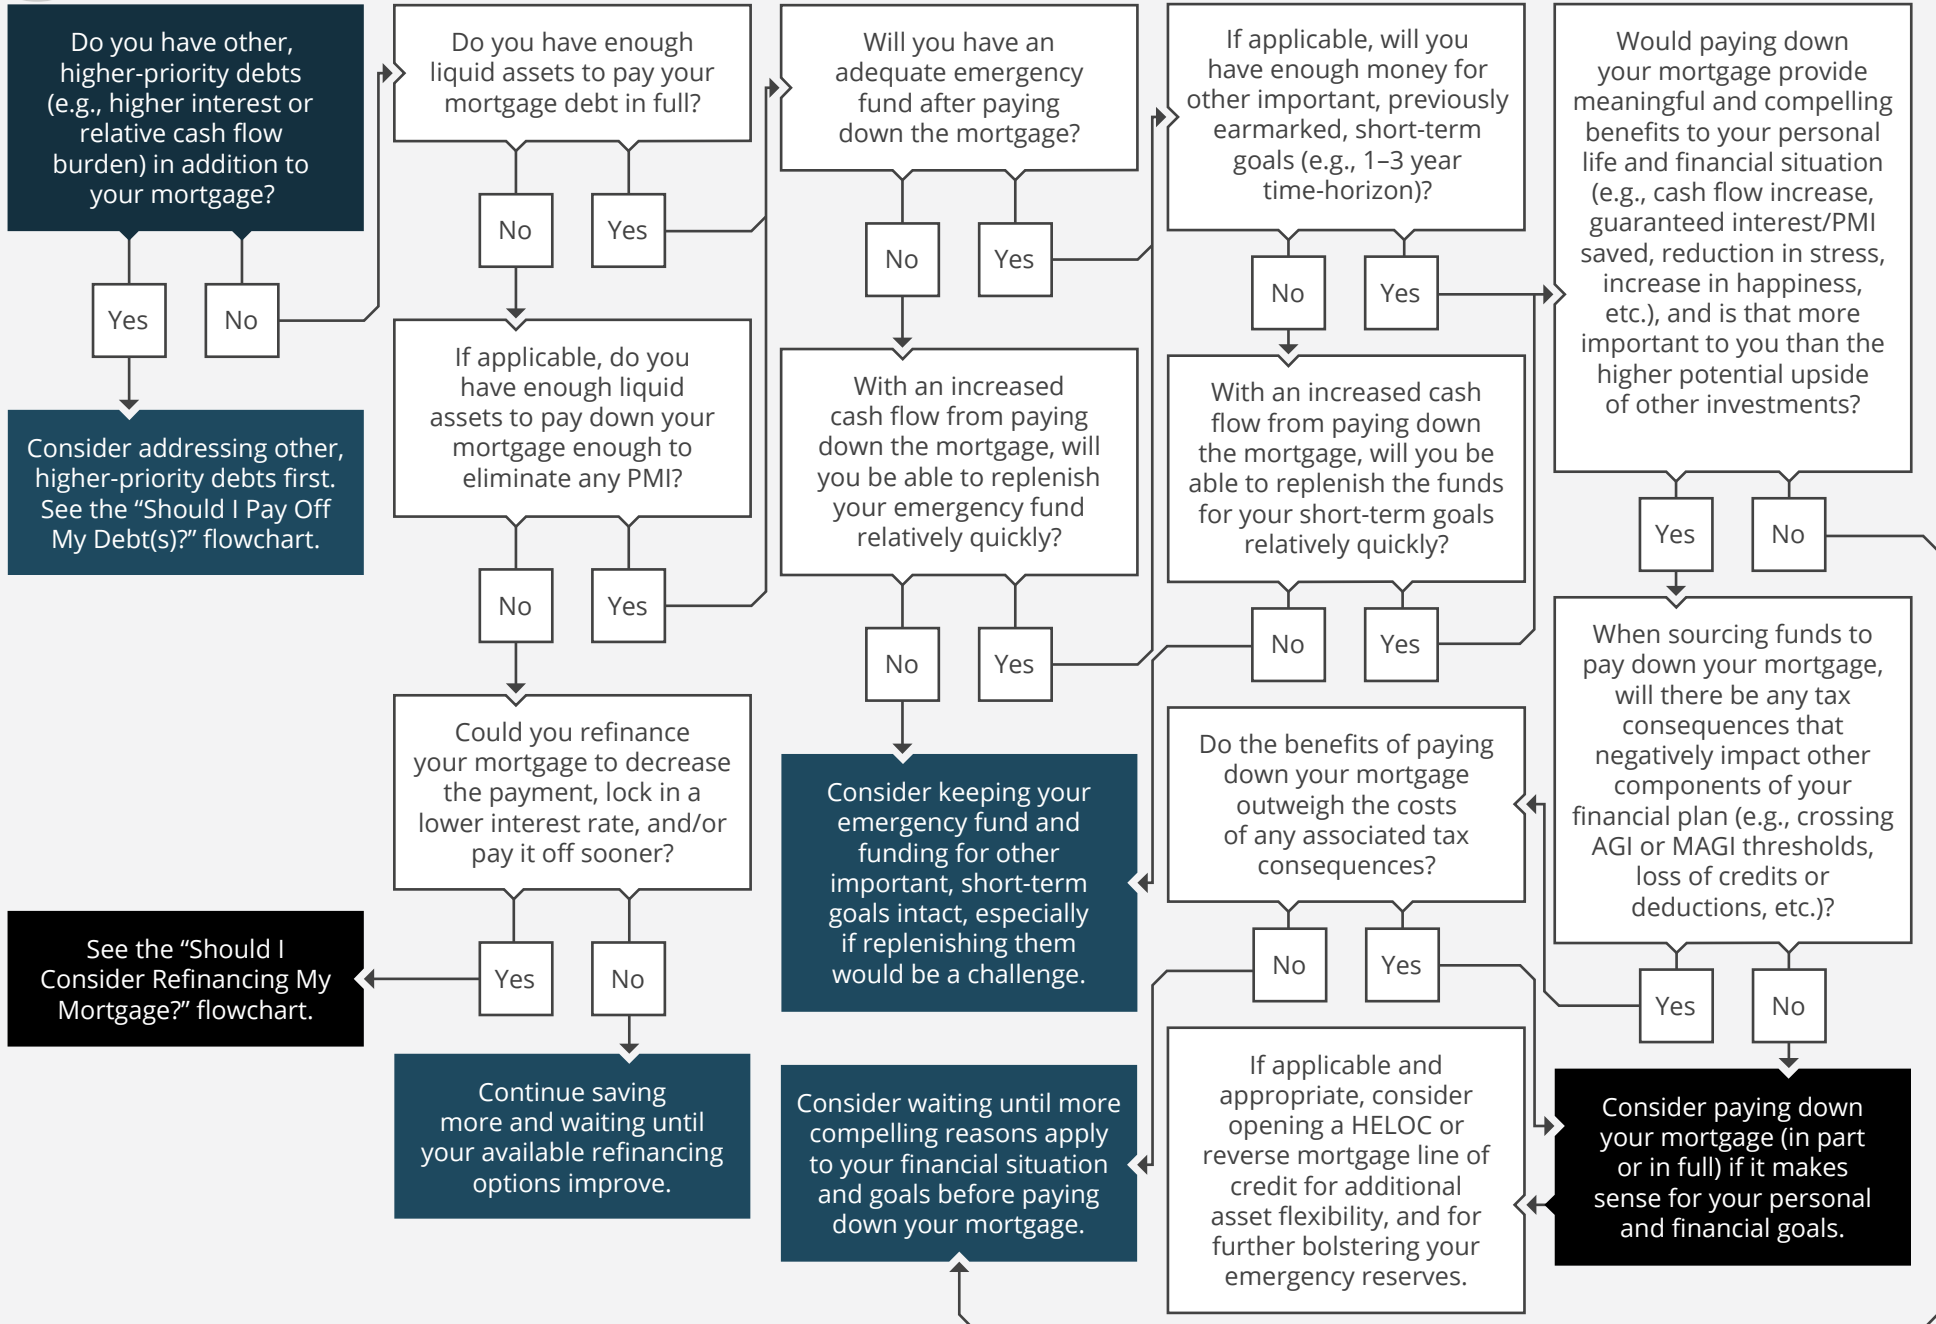 Do you have other,
higher-priority debts
(e.g., higher interest or
relative cash flow
burden) in addition to
your mortgage?
Yes
No
Consider addressing other,
higher-priority debts first.
See the “Should I Pay Off
My Debt(s)?” flowchart.
Do you have enough
liquid assets to pay your
mortgage debt in full?
No
Yes
If applicable, do you
have enough liquid
assets to pay down your
mortgage enough to
eliminate any PMI?
No
Yes
Could you refinance
your mortgage to decrease
the payment, lock in a
lower interest rate, and/or
pay it off sooner?
Yes
No
See the “Should I
Consider Refinancing My
Mortgage?” flowchart.
Continue saving
more and waiting until
your available refinancing
options improve.
Will you have an
adequate emergency
fund after paying
down the mortgage?
No
Yes
With an increased
cash flow from paying
down the mortgage, will
you be able to replenish
your emergency fund
relatively quickly?
No
Yes
Consider keeping your
emergency fund and
funding for other
important, short-term
goals intact, especially
if replenishing them
would be a challenge.
Consider waiting until more
compelling reasons apply
to your financial situation
and goals before paying
down your mortgage.
If applicable, will you
have enough money for
other important, previously
earmarked, short-term
goals (e.g., 1–3 year
time-horizon)?
No
Yes
With an increased cash
flow from paying down
the mortgage, will you be
able to replenish the funds
for your short-term goals
relatively quickly?
No
Yes
Do the benefits of paying
down your mortgage
outweigh the costs
of any associated tax
consequences?
No
Yes
If applicable and
appropriate, consider
opening a HELOC or
reverse mortgage line of
credit for additional
asset flexibility, and for
further bolstering your
emergency reserves.
Would paying down
your mortgage provide
meaningful and compelling
benefits to your personal
life and financial situation
(e.g., cash flow increase,
guaranteed interest/PMI
saved, reduction in stress,
increase in happiness,
etc.), and is that more
important to you than the
higher potential upside
of other investments?
Yes
No
When sourcing funds to
pay down your mortgage,
will there be any tax
consequences that
negatively impact other
components of your
financial plan (e.g., crossing
AGI or MAGI thresholds,
loss of credits or
deductions, etc.)?
Yes
No
Consider paying down
your mortgage (in part
or in full) if it makes
sense for your personal
and financial goals.